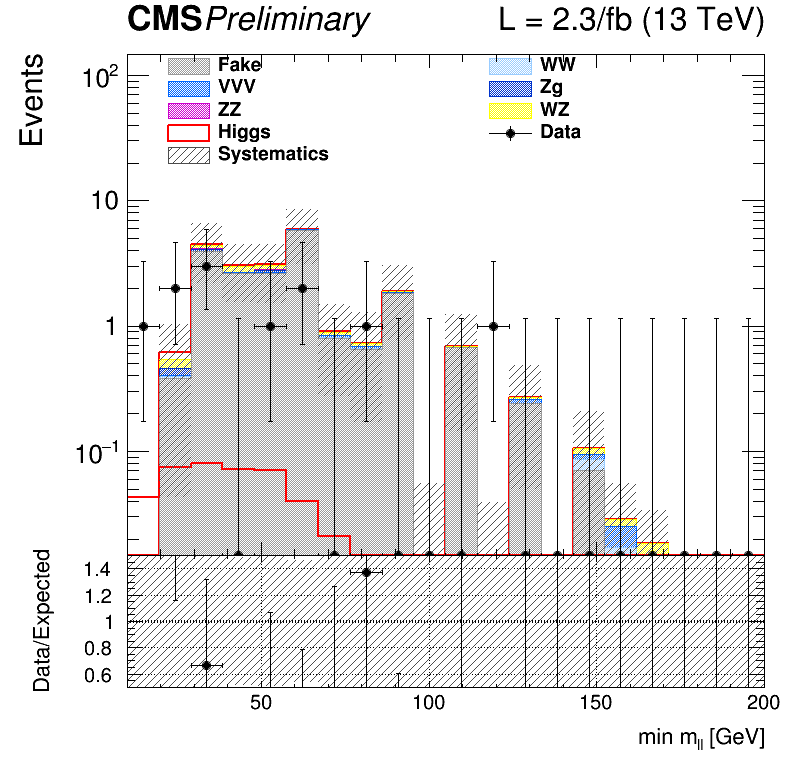 CMS Preliminary L = 2.3/fb (13 TeV)
Events
10²
10
1
10⁻¹
Fake WW
VVV Zg
ZZ WZ
Higgs Data
Systematics
Data/Expected
1.4
1.2
1
0.8
0.6
50 100 150 200
min m_ll [GeV]